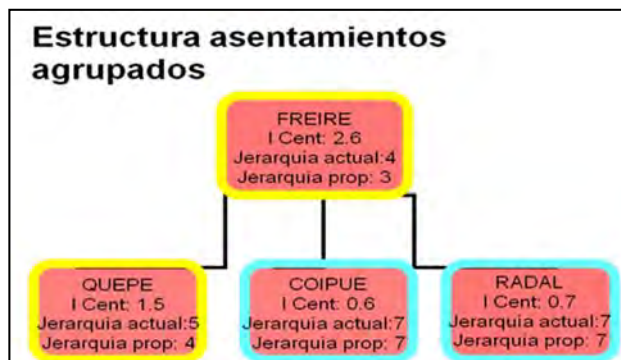 Estructura asentamientos
agrupados
FREIRE
I Cent: 2.6
Jerarquia actual:4
Jerarquia prop: 3
QUEPE
I Cent: 1.5
Jerarquia actual:5
Jerarquia prop: 4
COIPUE
I Cent: 0.6
Jerarquia actual:7
Jerarquia prop: 7
RADAL
I Cent: 0.7
Jerarquia actual:7
Jerarquia prop: 7